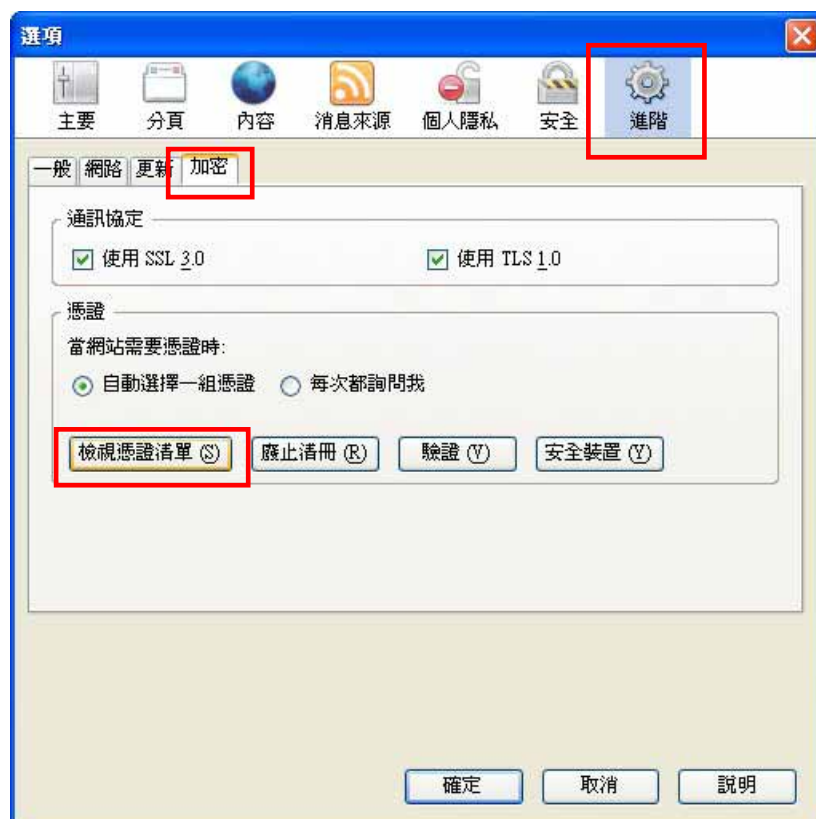 選項
主要 分頁 內容 消息來源 個人隱私 安全 進階
一般 網路 更新 加密
通訊協定
使用 SSL 3.0 使用 TLS 1.0
憑證
當網站需要憑證時:
自動選擇一組憑證 每次都詢問我
檢視憑證清單 (S) 廢止清冊 (R) 驗證 (V) 安全裝置 (Y)
確定 取消 說明